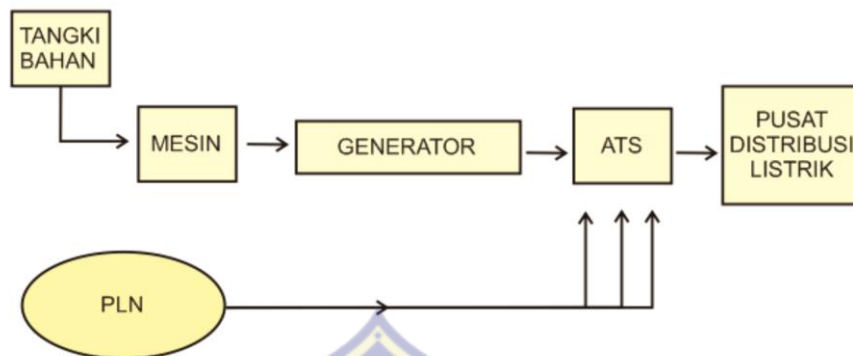 TANGKI
BAHAN
MESIN
GENERATOR
ATS
PUSAT
DISTRIBUSI
LISTRIK
PLN